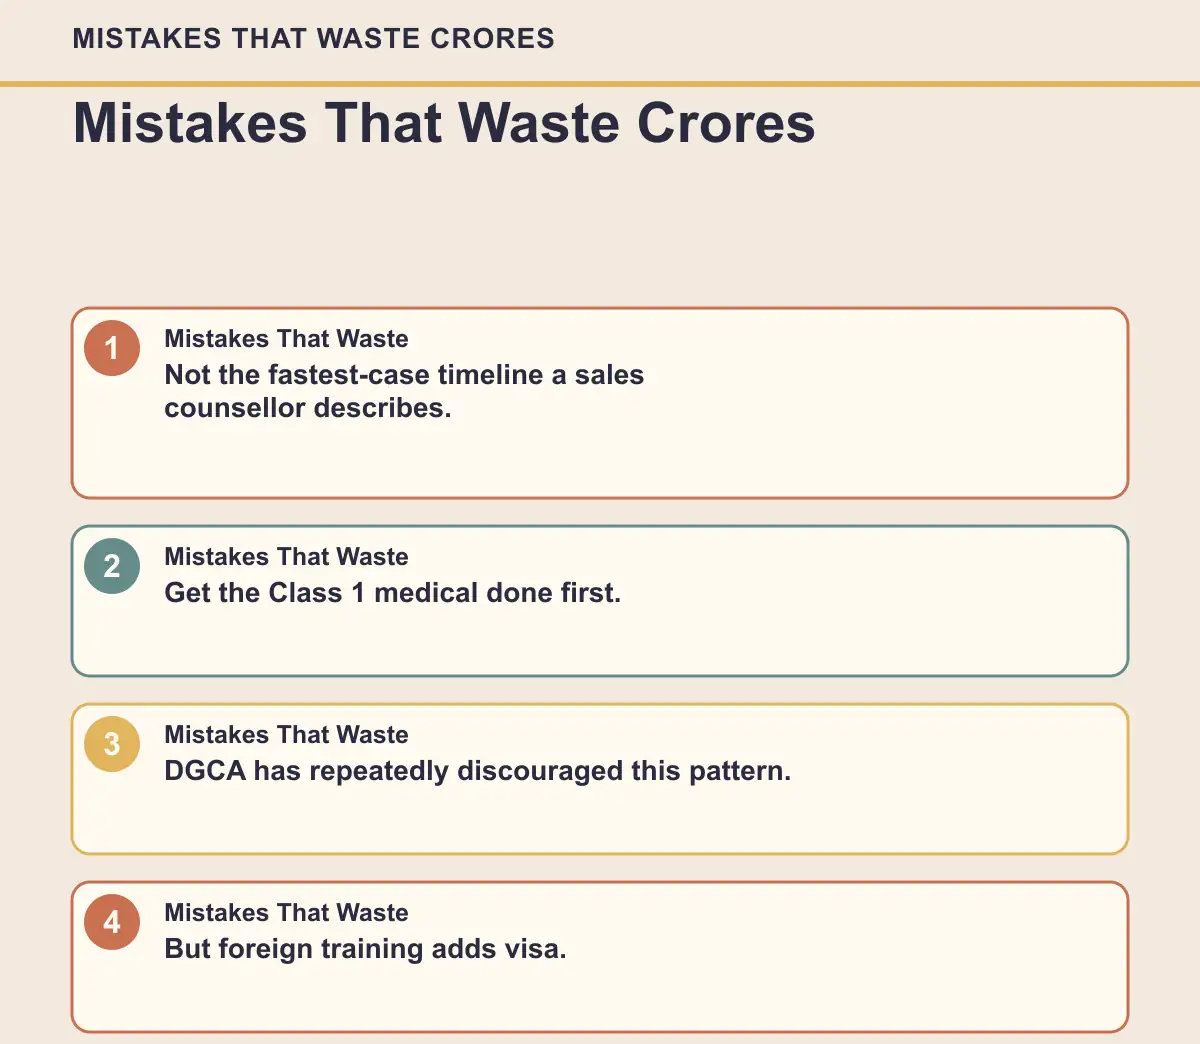 MISTAKES THAT WASTE CRORES
Mistakes That Waste Crores
1
Mistakes That Waste
Not the fastest-case timeline a sales
counsellor describes.
2
Mistakes That Waste
Get the Class 1 medical done first.
3
Mistakes That Waste
DGCA has repeatedly discouraged this pattern.
4
Mistakes That Waste
But foreign training adds visa.